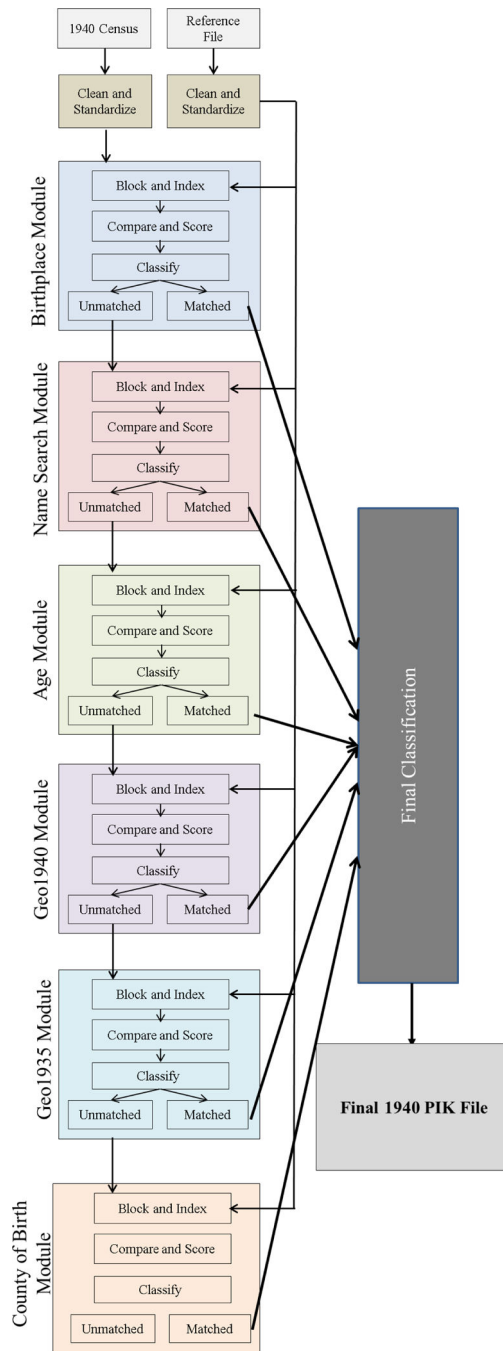 1940 Census
Reference
File
Clean and
Standardize
Clean and
Standardize
Birthplace Module
Block and Index
Compare and Score
Classify
Unmatched
Matched
Name Search Module
Block and Index
Compare and Score
Classify
Unmatched
Matched
Age Module
Block and Index
Compare and Score
Classify
Unmatched
Matched
Geo1940 Module
Block and Index
Compare and Score
Classify
Unmatched
Matched
Geo1935 Module
Block and Index
Compare and Score
Classify
Unmatched
Matched
County of Birth
Module
Block and Index
Compare and Score
Classify
Unmatched
Matched
Final Classification
Final 1940 PIK File